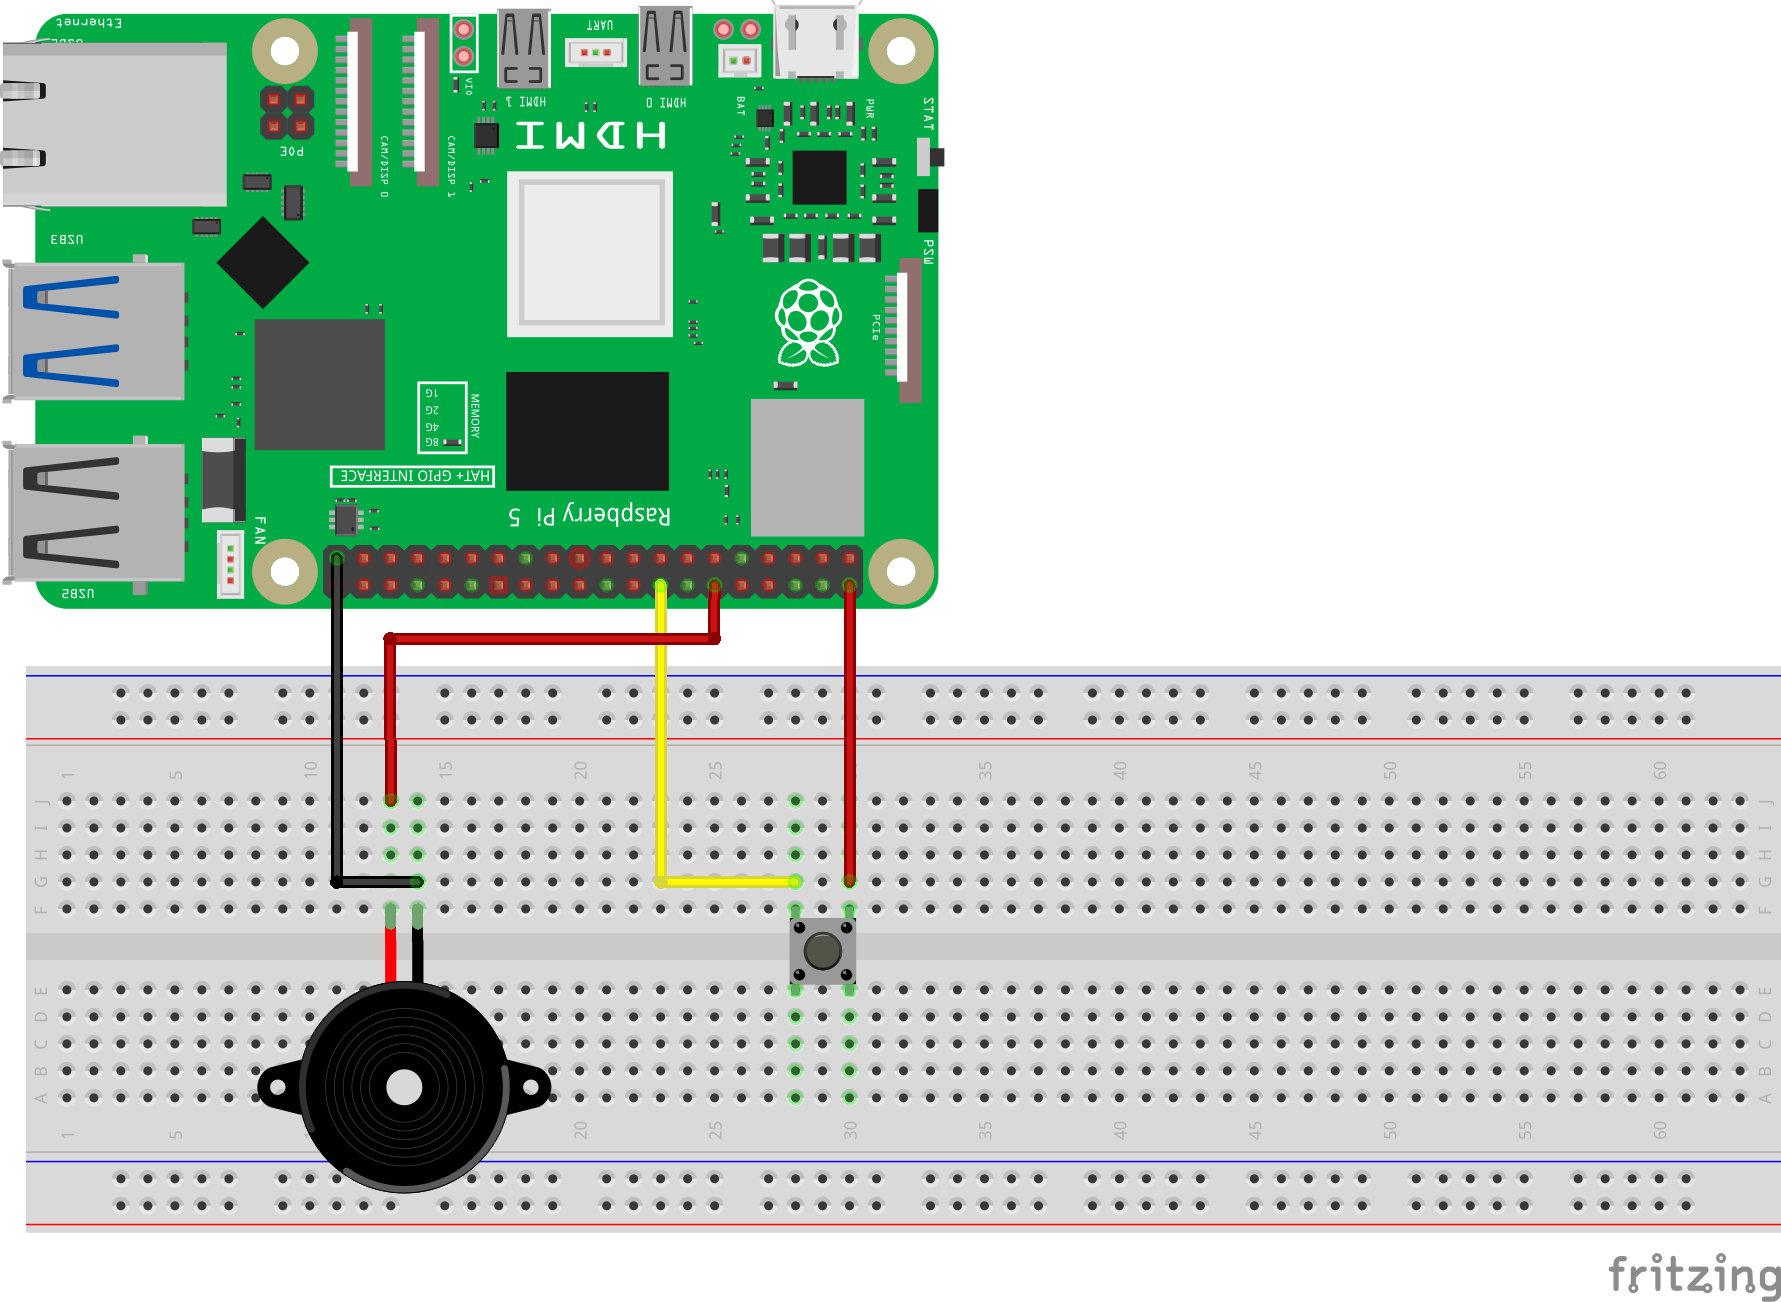 Ethernet
USB2
UART
VIO
HDMI 1
HDMI 0
BAT
PWR
STAT
HDMI
POE
CAM/DISP 0
CAM/DISP 1
USB3
PSW
PCIe
1G
2G
4G
8G
MEMORY
HAT+ GPIO INTERFACE
Raspberry Pi 5
FAN
USB2
1 5 10 15 20 25 35 40 45 50 55 60
J J
I I
H H
G G
F F
E E
D D
C C
B B
A A
1 5 1 20 25 30 35 40 45 50 55 60
fritzing